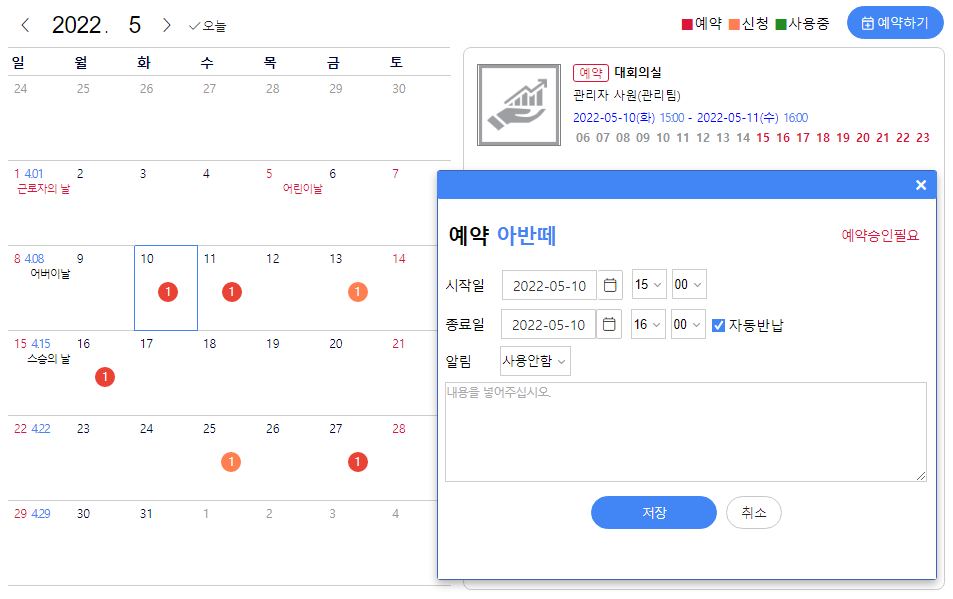 2022. 5 오늘
예약 신청 사용중 예약하기
일 월 화 수 목 금 토
24 25 26 27 28 29 30
1 4.01 2 3 4 5 6 7
근로자의 날 어린이날
8 4.08 9 10 11 12 13 14
어버이날
1 1 1
15 4.15 16 17 18 19 20 21
스승의 날
1
22 4.22 23 24 25 26 27 28
1 1
29 4.29 30 31 1 2 3 4
예약 대회의실
관리자 사원(관리팀)
2022-05-10(화) 15:00 - 2022-05-11(수) 16:00
06 07 08 09 10 11 12 13 14 15 16 17 18 19 20 21 22 23
×
예약 아반떼 예약승인필요
시작일 2022-05-10 15 00
종료일 2022-05-10 16 00 자동반납
알림 사용안함
내용을 넣어주십시오.
저장 취소